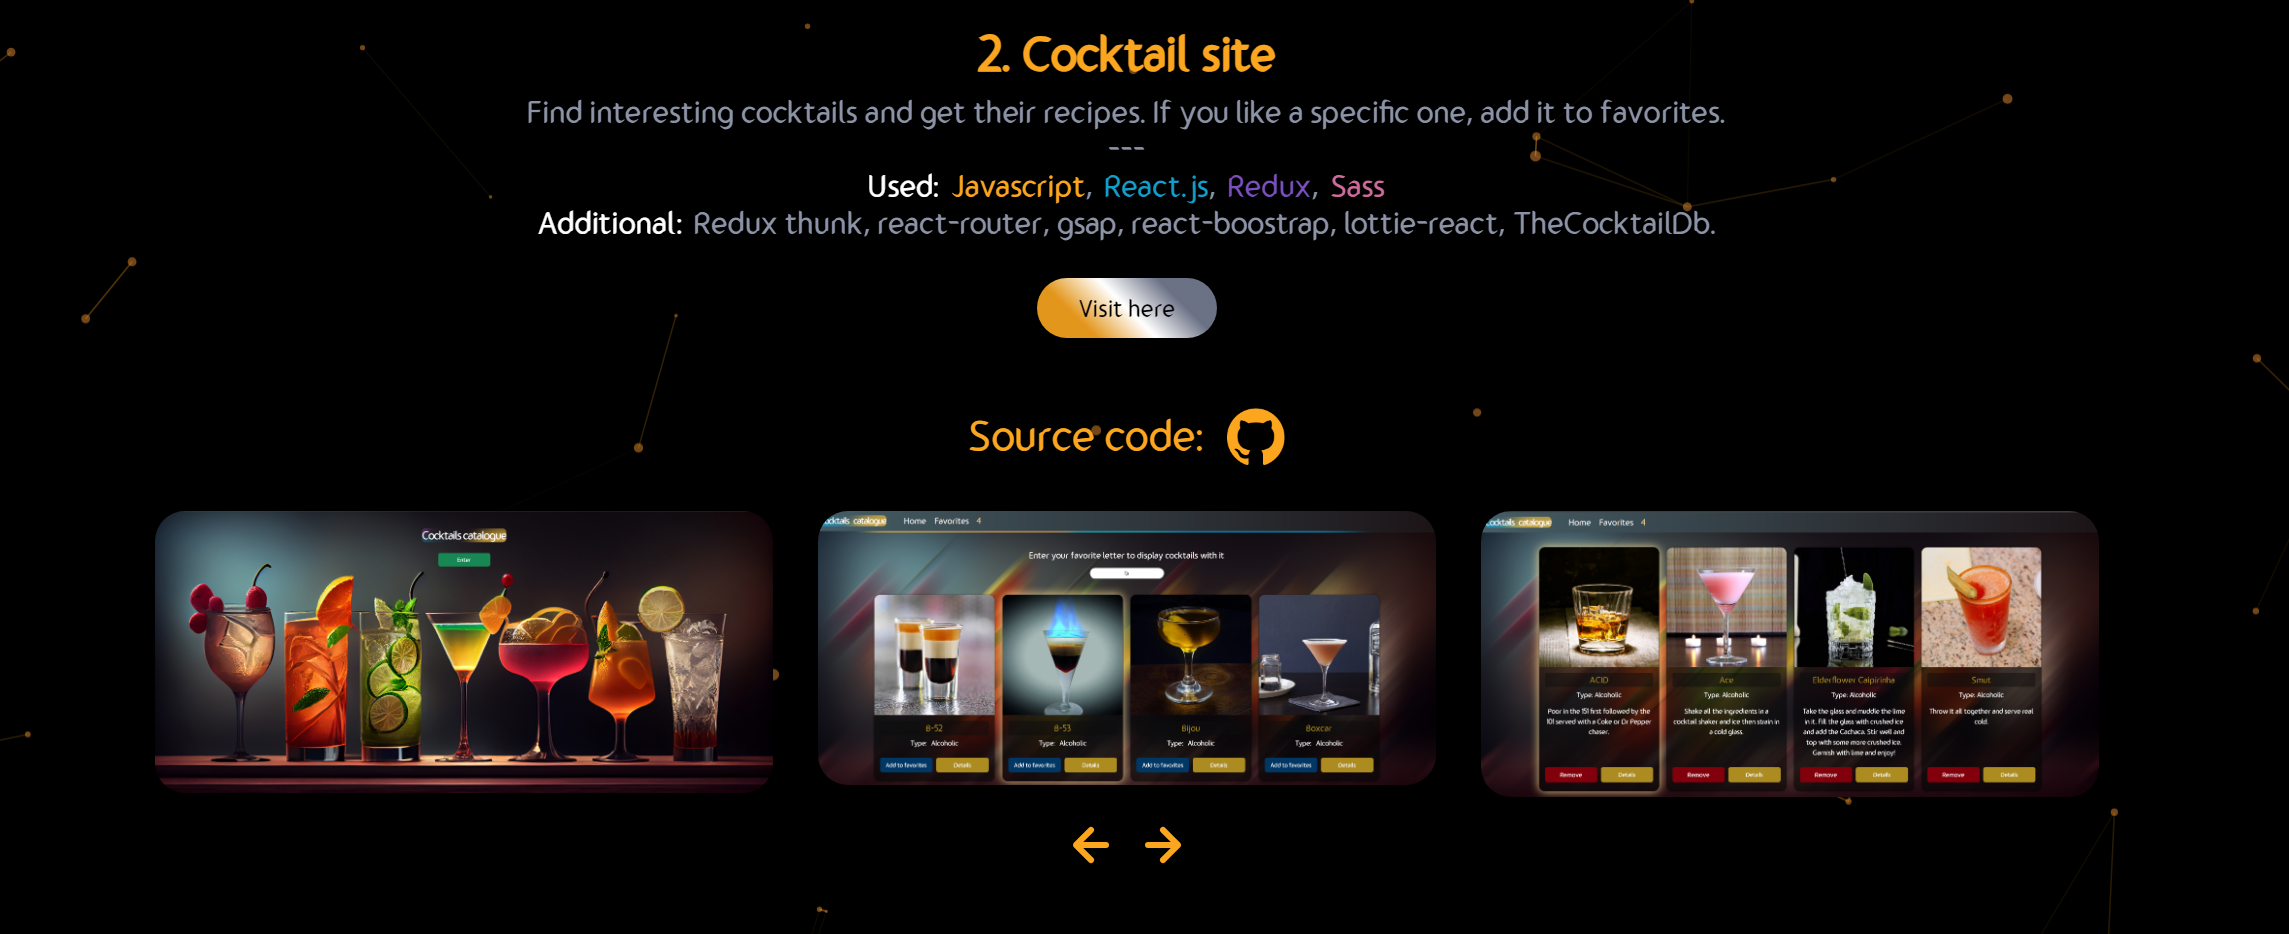 2. Cocktail site
Find interesting cocktails and get their recipes. If you like a specific one, add it to favorites.
---
Used: Javascript, React.js, Redux, Sass
Additional: Redux thunk, react-router, gsap, react-boostrap, lottie-react, TheCocktailDb.
Visit here
Source code:
Cocktails catalogue
Enter
catalogue Home Favorites 4
Enter your favorite letter to display cocktails with it
B-52
Type: Alcoholic
Add to favorites Details
B-53
Type: Alcoholic
Add to favorites Details
Bijou
Type: Alcoholic
Add to favorites Details
Boxcar
Type: Alcoholic
Add to favorites Details
catalogue Home Favorites 4
ACID
Type: Alcoholic
Poor in the 151 first followed by the
101 served with a Coke or Dr Pepper
chaser.
Remove Details
Ace
Type: Alcoholic
Shake all the ingredients in a
cocktail shaker and ice then strain in
a cold glass.
Remove Details
Elderflower Caipirinha
Type: Alcoholic
Take the glass and muddle the lime
in it. Fill the glass with crushed ice
and add the Cachaca. Stir well and
top with some more crushed ice.
Garnish with lime and enjoy!
Remove Details
Smut
Type: Alcoholic
Throw it all together and serve real
cold.
Remove Details